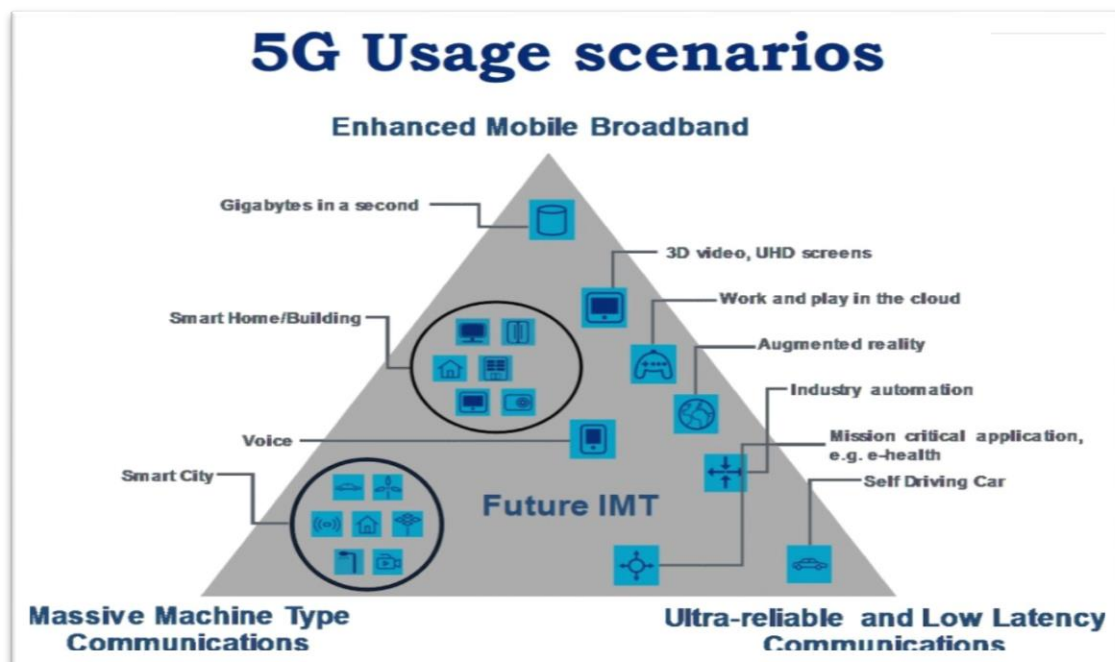 5G Usage scenarios
Enhanced Mobile Broadband
Gigabytes in a second
3D video, UHD screens
Work and play in the cloud
Smart Home/Building
Augmented reality
Industry automation
Voice
Mission critical application,
e.g. e-health
Smart City
Self Driving Car
Future IMT
Massive Machine Type
Communications
Ultra-reliable and Low Latency
Communications